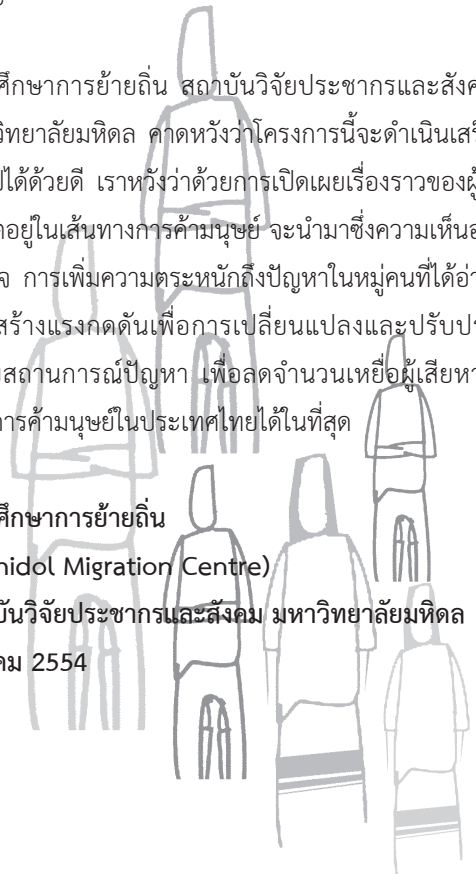 ศึกษาการย้ายถิ่น สถาบันวิจัยประชากรและสังค
วิทยาลัยมหิดล คาดหวังว่าโครงการนี้จะดำเนินเสร็
ปได้ด้วยดี เราหวังว่าด้วยการเปิดเผยเรื่องราวของผู้
อยู่ในเส้นทางการค้ามนุษย์ จะนำมาซึ่งความเห็นอ
จ การเพิ่มความตระหนักถึงปัญหาในหมู่คนที่ได้อ่า
สร้างแรงกดดันเพื่อการเปลี่ยนแปลงและปรับปร
งสถานการณ์ปัญหา เพื่อลดจำนวนเหยื่อผู้เสียหา
การค้ามนุษย์ในประเทศไทยได้ในที่สุด
ศึกษาการย้ายถิ่น
hidol Migration Centre)
บันวิจัยประชากรและสังคม มหาวิทยาลัยมหิดล
คม 2554